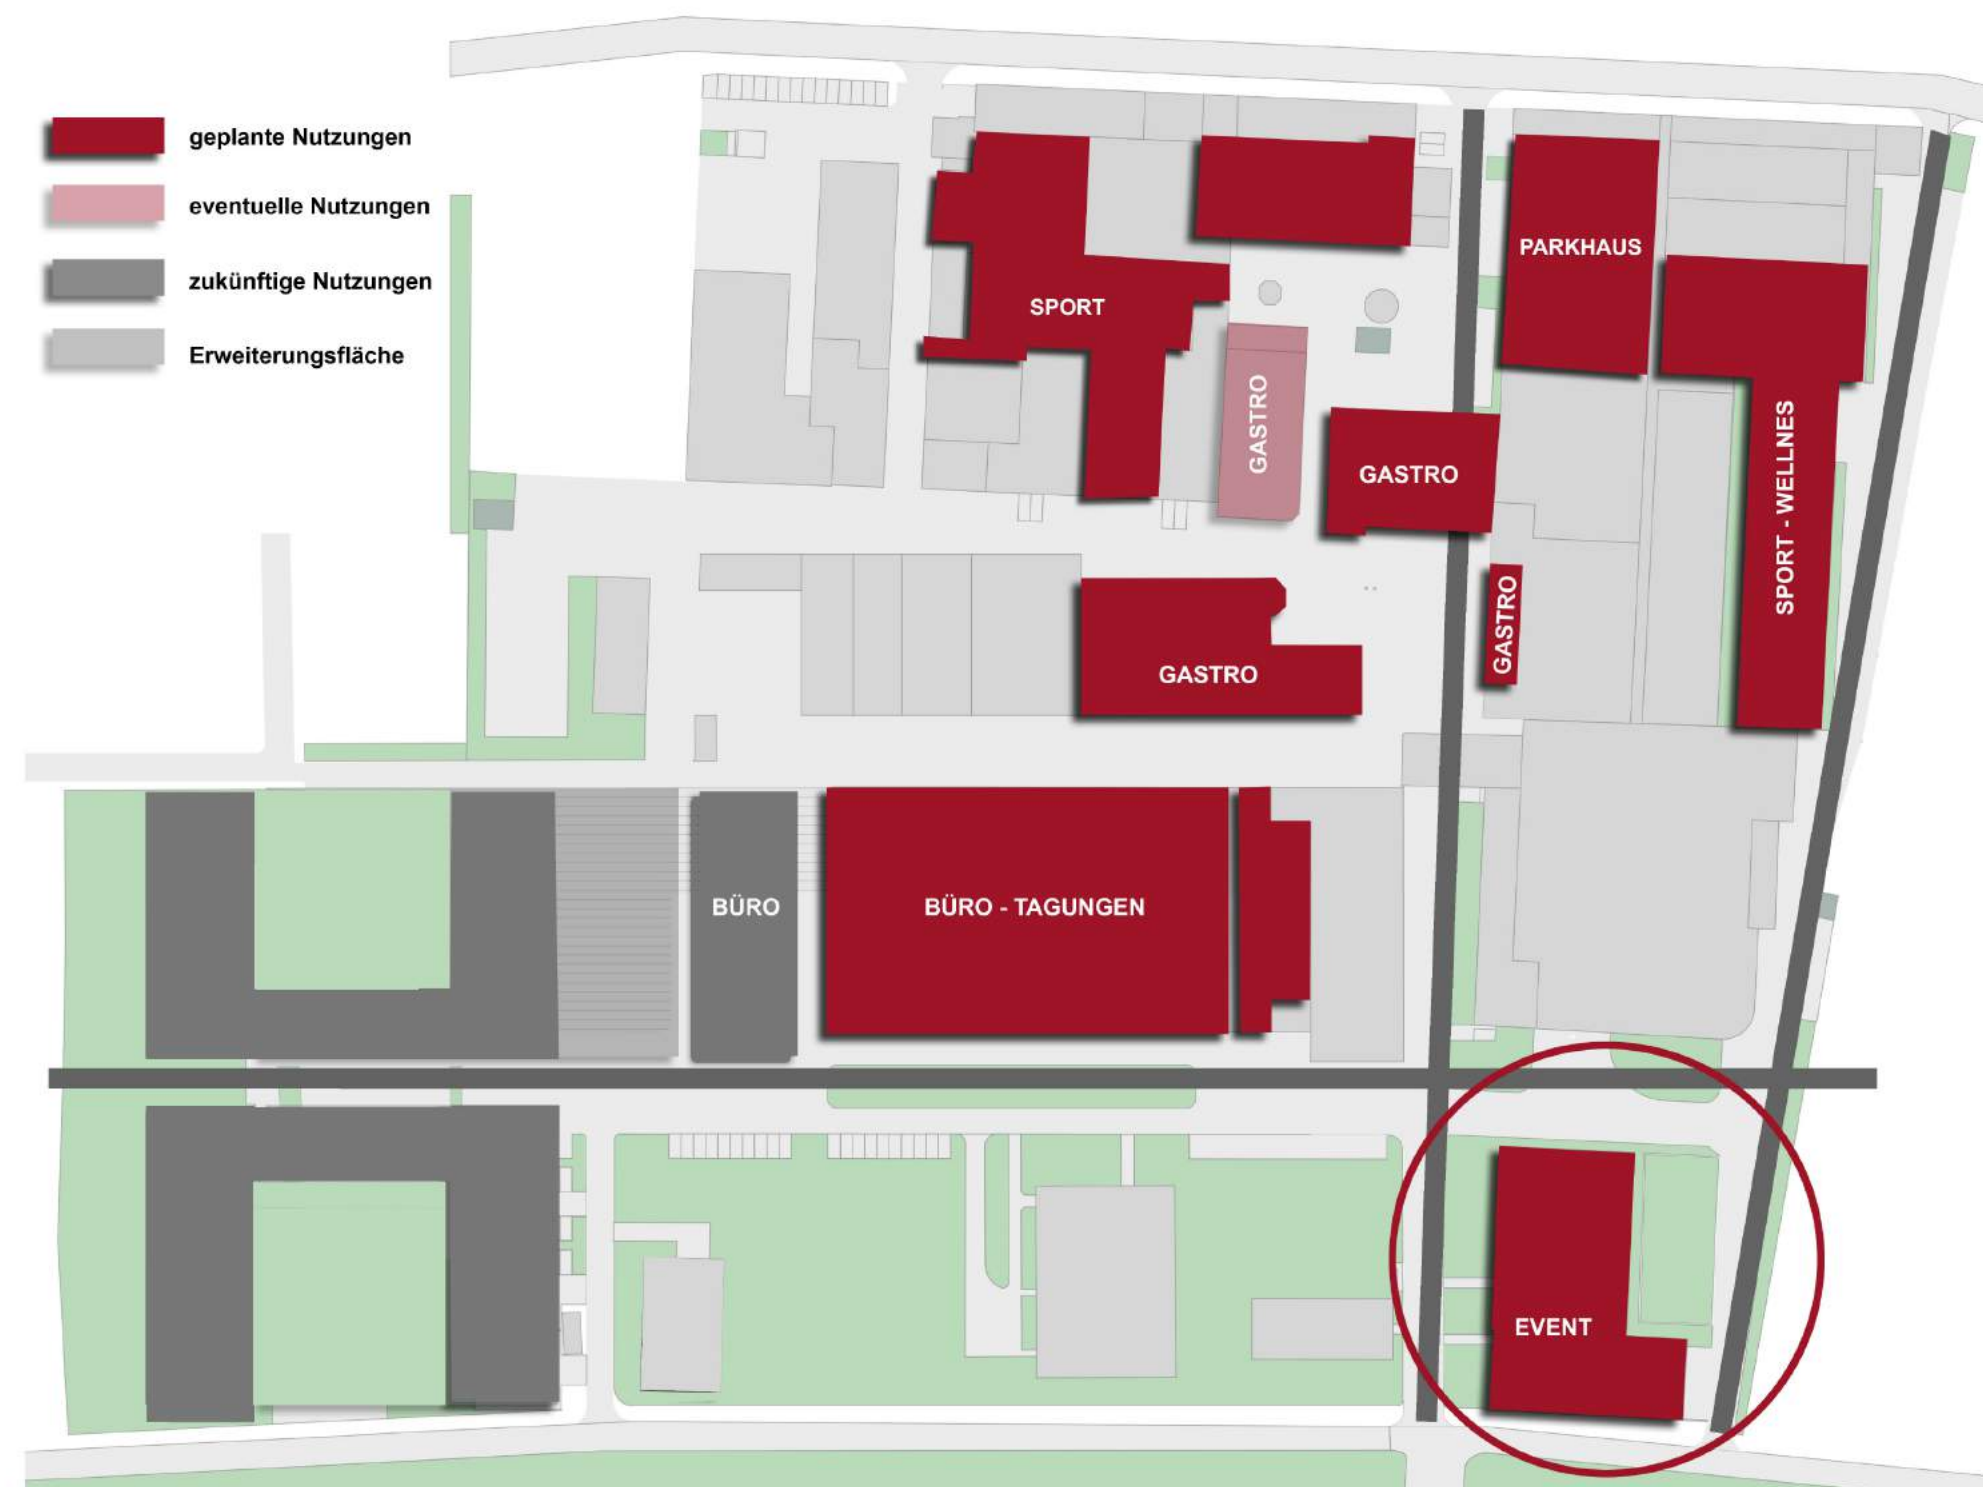 geplante Nutzungen
eventuelle Nutzungen
zukünftige Nutzungen
Erweiterungsfläche
PARKHAUS
SPORT
GASTRO
GASTRO
SPORT - WELLNES
GASTRO
GASTRO
BÜRO
BÜRO - TAGUNGEN
EVENT